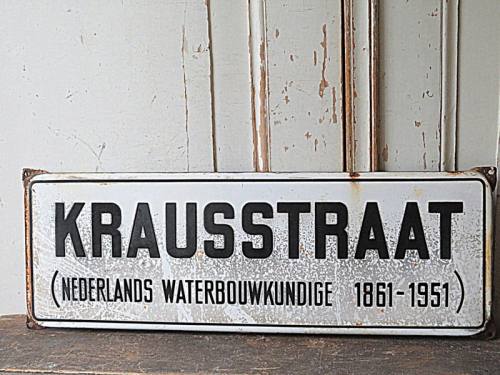 KRAUSSTRAAT
(NEDERLANDS WATERBOUWKUNDIGE 1861-1951)